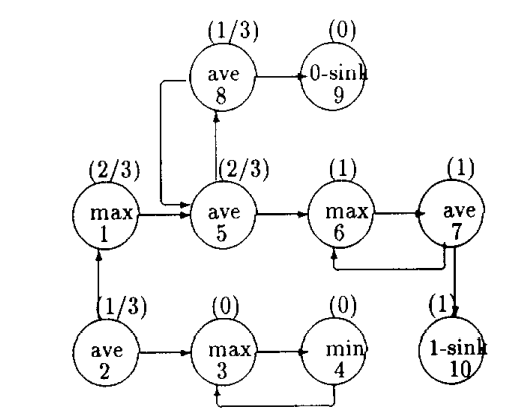 (1/3)
(0)
ave
8
0-sink
9
(2/3)
(2/3)
(1)
(1)
max
1
ave
5
max
6
ave
7
(1/3)
(0)
(0)
(1)
ave
2
max
3
min
4
1-sink
10